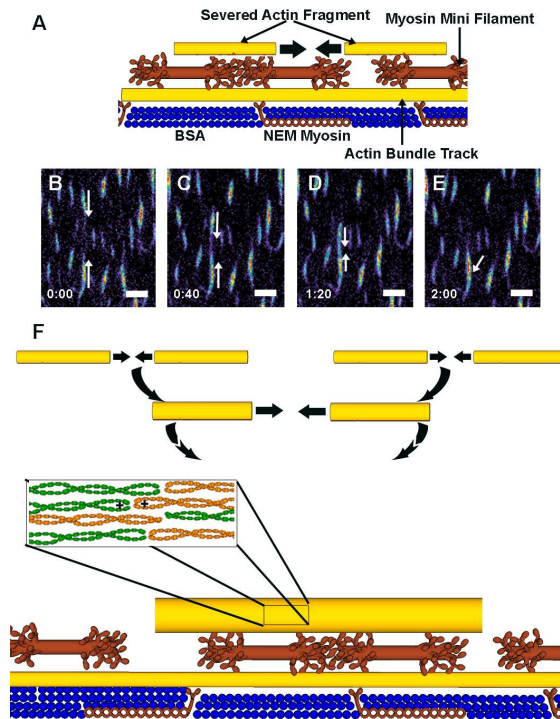 A
Severed Actin Fragment
Myosin Mini Filament
BSA
NEM Myosin
Actin Bundle Track
B
C
D
E
0:00
0:40
1:20
2:00
F
+ +